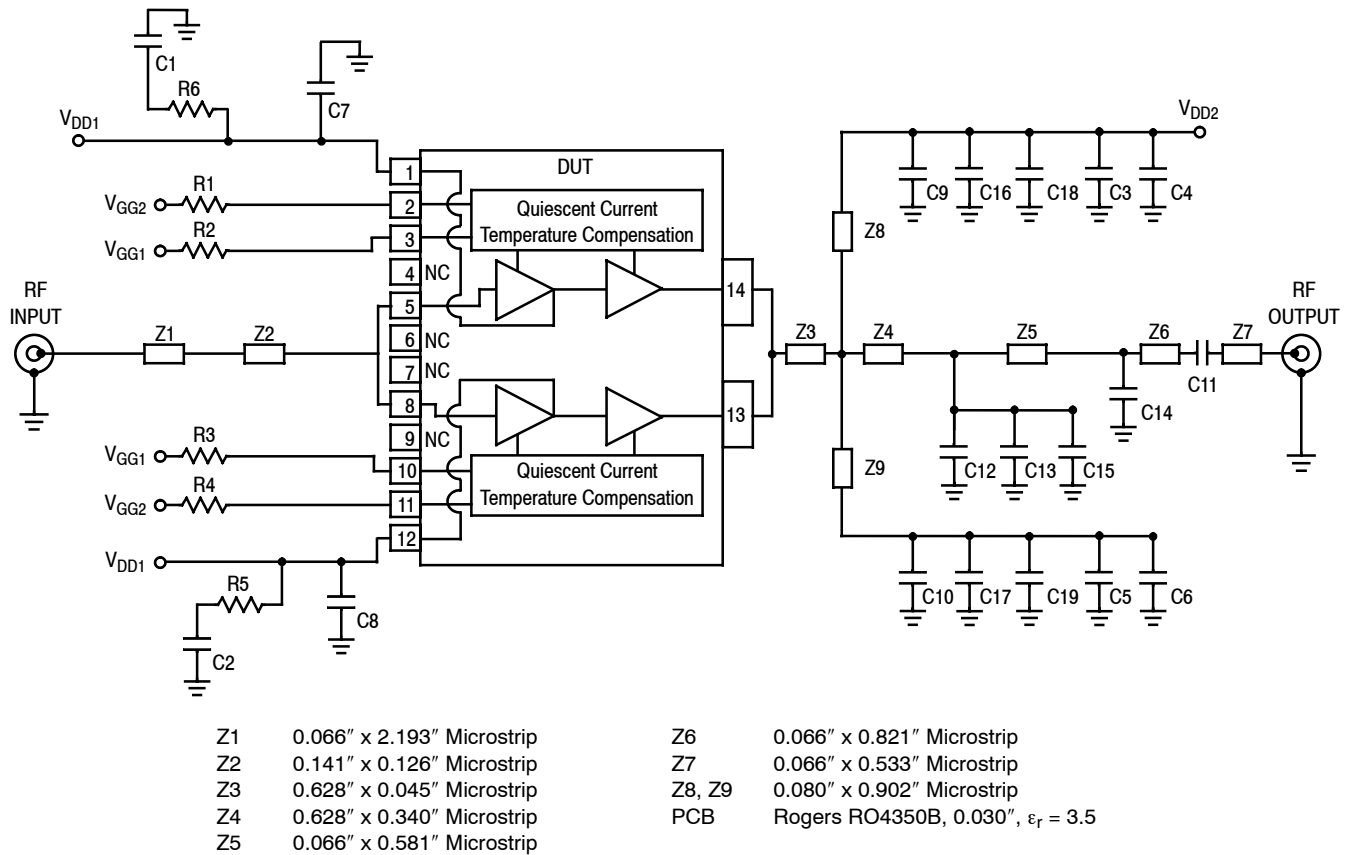 C1
R6
C7
VDD1
VDD2
DUT
1
R1
VGG2
2
Quiescent Current
Temperature Compensation
C9
C16
C18
C3
C4
R2
VGG1
3
Z8
4 NC
14
RF
INPUT
5
RF
OUTPUT
Z1
Z2
6 NC
Z3
Z4
Z5
Z6
Z7
C11
7 NC
C14
8
13
9 NC
R3
VGG1
10
Quiescent Current
Temperature Compensation
Z9
C12
C13
C15
R4
VGG2
11
12
VDD1
R5
C8
C2
C10
C17
C19
C5
C6
Z1 0.066″ x 2.193″ Microstrip
Z2 0.141″ x 0.126″ Microstrip
Z3 0.628″ x 0.045″ Microstrip
Z4 0.628″ x 0.340″ Microstrip
Z5 0.066″ x 0.581″ Microstrip
Z6 0.066″ x 0.821″ Microstrip
Z7 0.066″ x 0.533″ Microstrip
Z8, Z9 0.080″ x 0.902″ Microstrip
PCB Rogers RO4350B, 0.030″, εr = 3.5